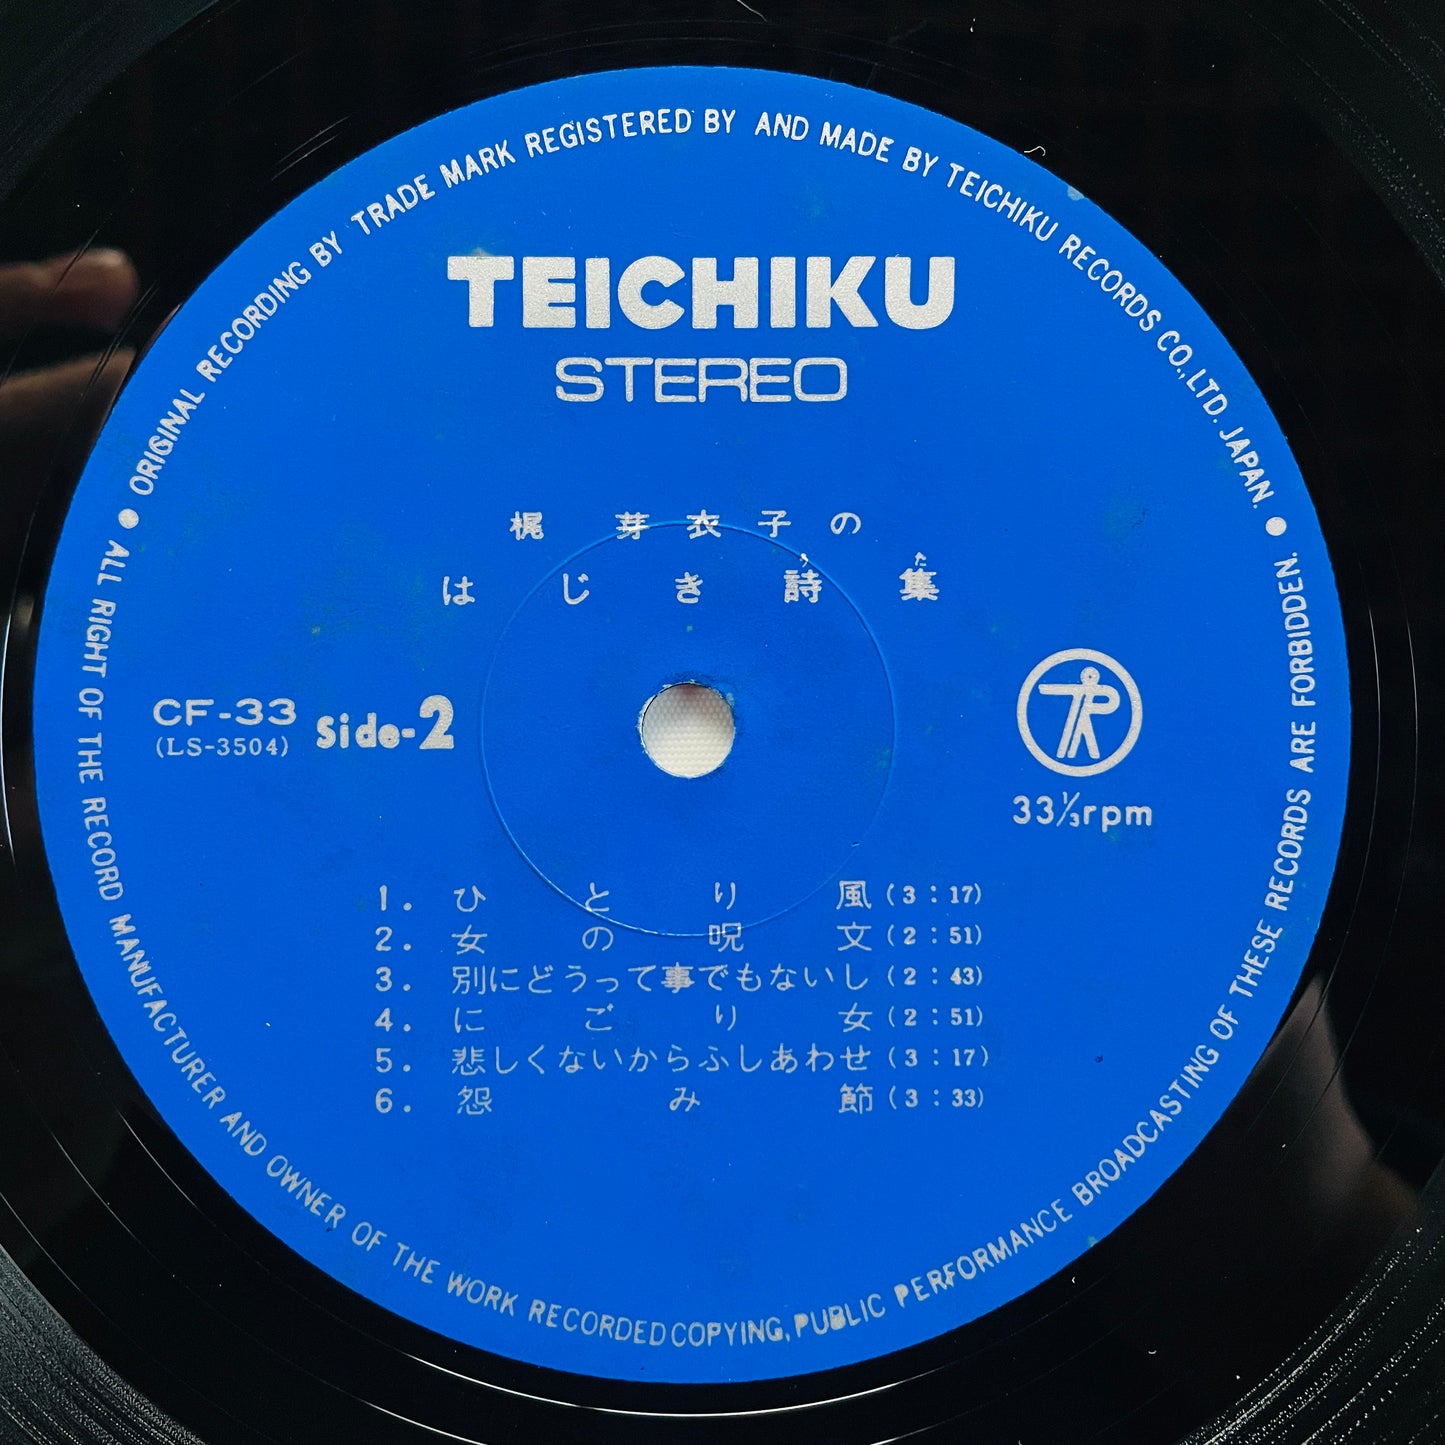 ORIGINAL RECORDING BY TRADE MARK REGISTERED BY AND MADE BY TEICHIKU RECORDS CO.,LTD. JAPAN.
TEICHIKU
STEREO
梶芽衣子の
うた
はじき詩集
CF-33
(LS-3504)
Side-2
TR
33⅓rpm
1. ひとり風 (3:17)
2. 女の呪文 (2:51)
3. 別にどうって事でもないし (2:43)
4. にごり女 (2:51)
5. 悲しくないからふしあわせ (3:17)
6. 怨み節 (3:33)
ALL RIGHT OF THE RECORD MANUFACTURER AND OWNER OF THE WORK RECORDED COPYING, PUBLIC PERFORMANCE BROADCASTING OF THESE RECORDS ARE FORBIDDEN.